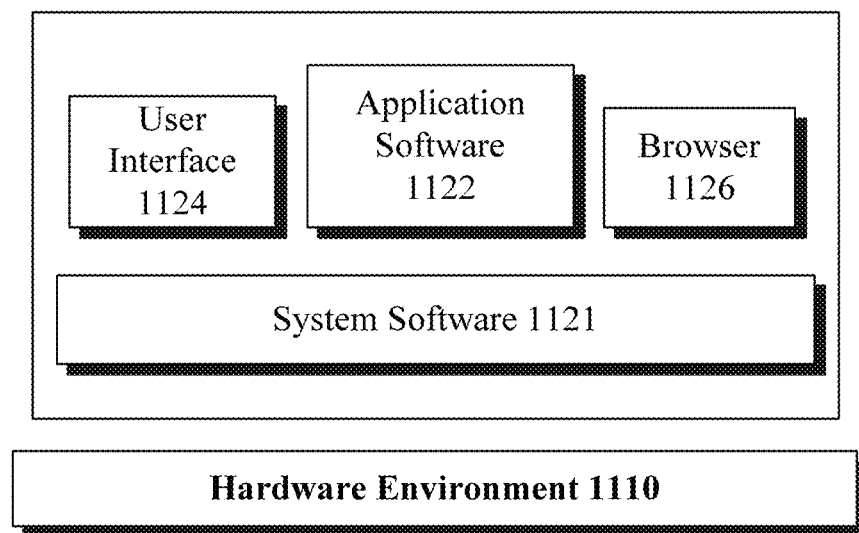 User
Interface
1124
Application
Software
1122
Browser
1126
System Software 1121
Hardware Environment 1110